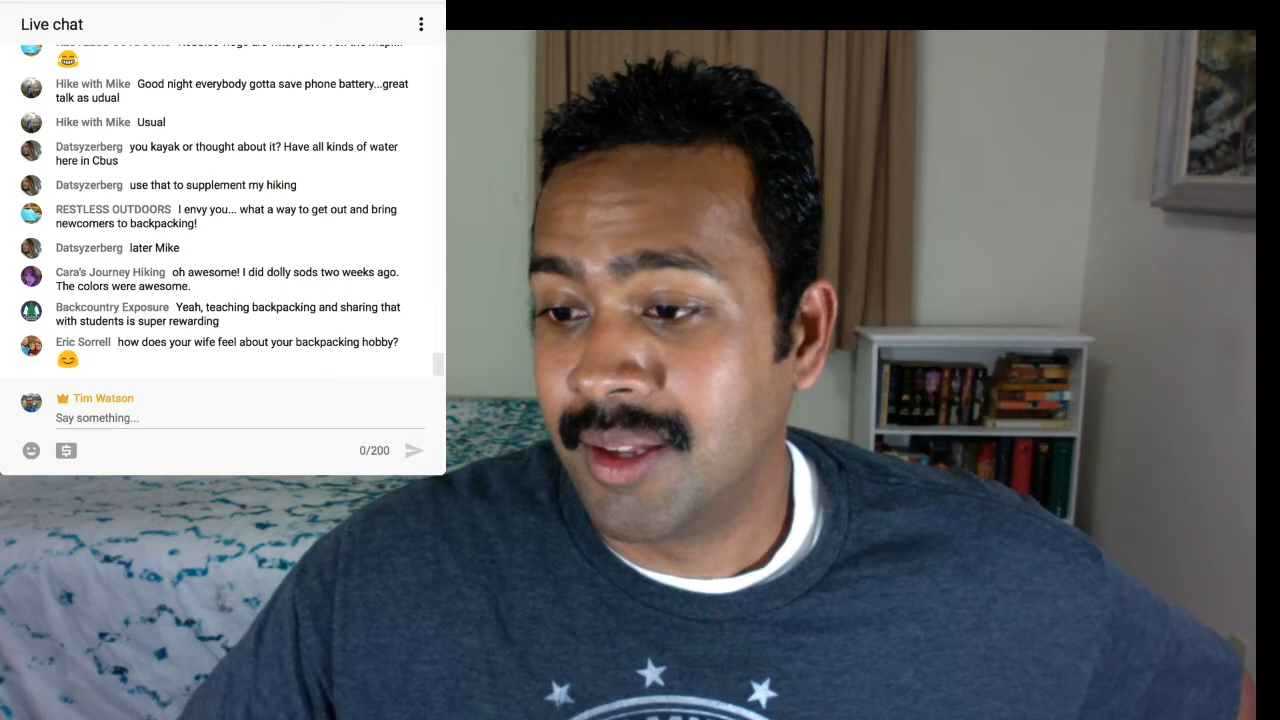 Live chat
RESTLESS OUTDOORS
Hike with Mike Good night everybody gotta save phone battery...great
talk as udual
Hike with Mike Usual
Datsyzerberg you kayak or thought about it? Have all kinds of water
here in Cbus
Datsyzerberg use that to supplement my hiking
RESTLESS OUTDOORS I envy you... what a way to get out and bring
newcomers to backpacking!
Datsyzerberg later Mike
Cara's Journey Hiking oh awesome! I did dolly sods two weeks ago.
The colors were awesome.
Backcountry Exposure Yeah, teaching backpacking and sharing that
with students is super rewarding
Eric Sorrell how does your wife feel about your backpacking hobby?
Tim Watson
Say something...
0/200